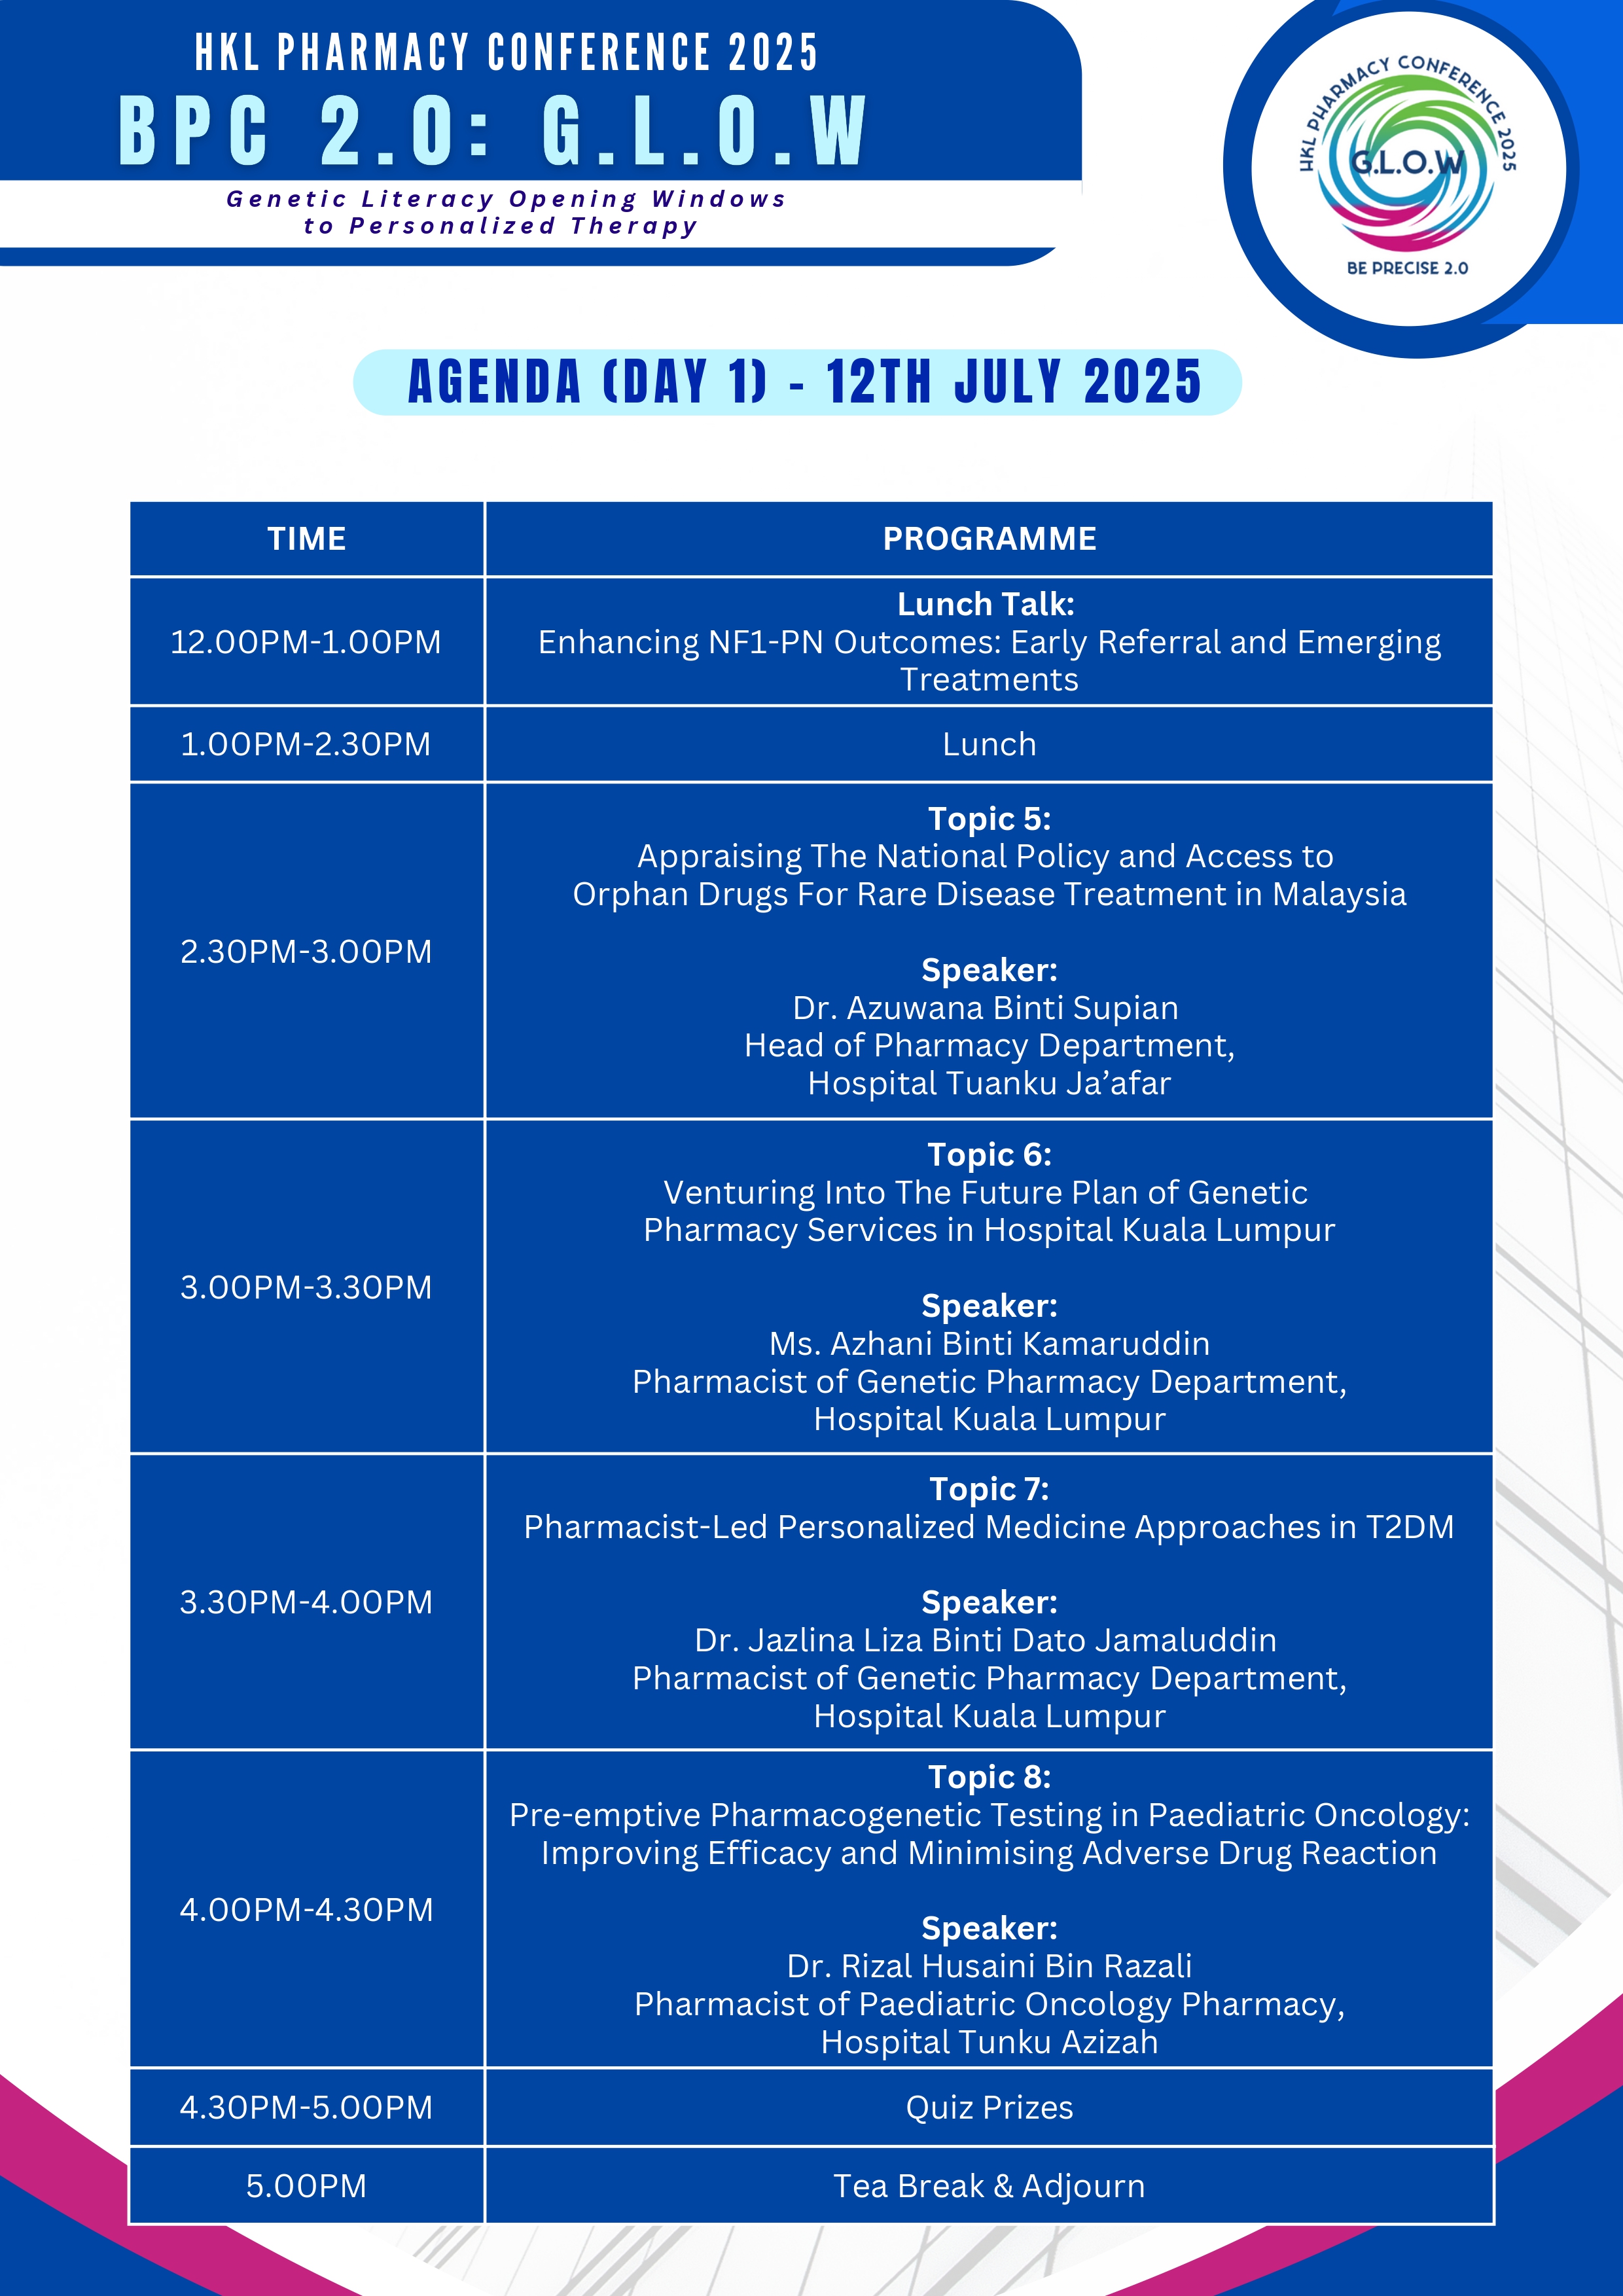 HKL PHARMACY CONFERENCE 2025
BPC 2.0: G.L.O.W
Genetic Literacy Opening Windows
to Personalized Therapy
HKL PHARMACY CONFERENCE 2025
G.L.O.W
BE PRECISE 2.0
AGENDA (DAY 1) - 12TH JULY 2025
TIME
PROGRAMME
12.00PM-1.00PM
Lunch Talk:
Enhancing NF1-PN Outcomes: Early Referral and Emerging
Treatments
1.00PM-2.30PM
Lunch
2.30PM-3.00PM
Topic 5:
Appraising The National Policy and Access to
Orphan Drugs For Rare Disease Treatment in Malaysia
Speaker:
Dr. Azuwana Binti Supian
Head of Pharmacy Department,
Hospital Tuanku Ja’afar
3.00PM-3.30PM
Topic 6:
Venturing Into The Future Plan of Genetic
Pharmacy Services in Hospital Kuala Lumpur
Speaker:
Ms. Azhani Binti Kamaruddin
Pharmacist of Genetic Pharmacy Department,
Hospital Kuala Lumpur
3.30PM-4.00PM
Topic 7:
Pharmacist-Led Personalized Medicine Approaches in T2DM
Speaker:
Dr. Jazlina Liza Binti Dato Jamaluddin
Pharmacist of Genetic Pharmacy Department,
Hospital Kuala Lumpur
4.00PM-4.30PM
Topic 8:
Pre-emptive Pharmacogenetic Testing in Paediatric Oncology:
Improving Efficacy and Minimising Adverse Drug Reaction
Speaker:
Dr. Rizal Husaini Bin Razali
Pharmacist of Paediatric Oncology Pharmacy,
Hospital Tunku Azizah
4.30PM-5.00PM
Quiz Prizes
5.00PM
Tea Break & Adjourn